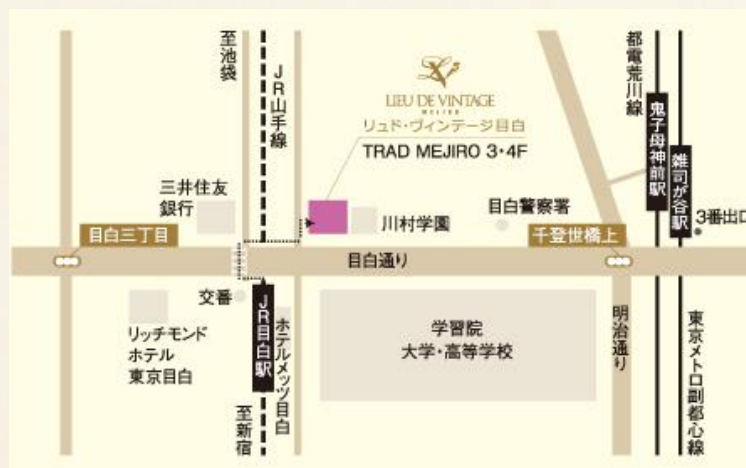 至池袋
JR山手線
LIEU DE VINTAGE
MEJIRO
リュド・ヴィンテージ目白
TRAD MEJIRO 3・4F
都電荒川線
鬼子母神前駅
雑司が谷駅
3番出口
三井住友
銀行
川村学園
目白警察署
目白三丁目
千登世橋上
目白通り
交番
JR目白駅
ホテルメッツ目白
リッチモンド
ホテル
東京目白
学習院
大学・高等学校
明治通り
東京メトロ副都心線
至新宿